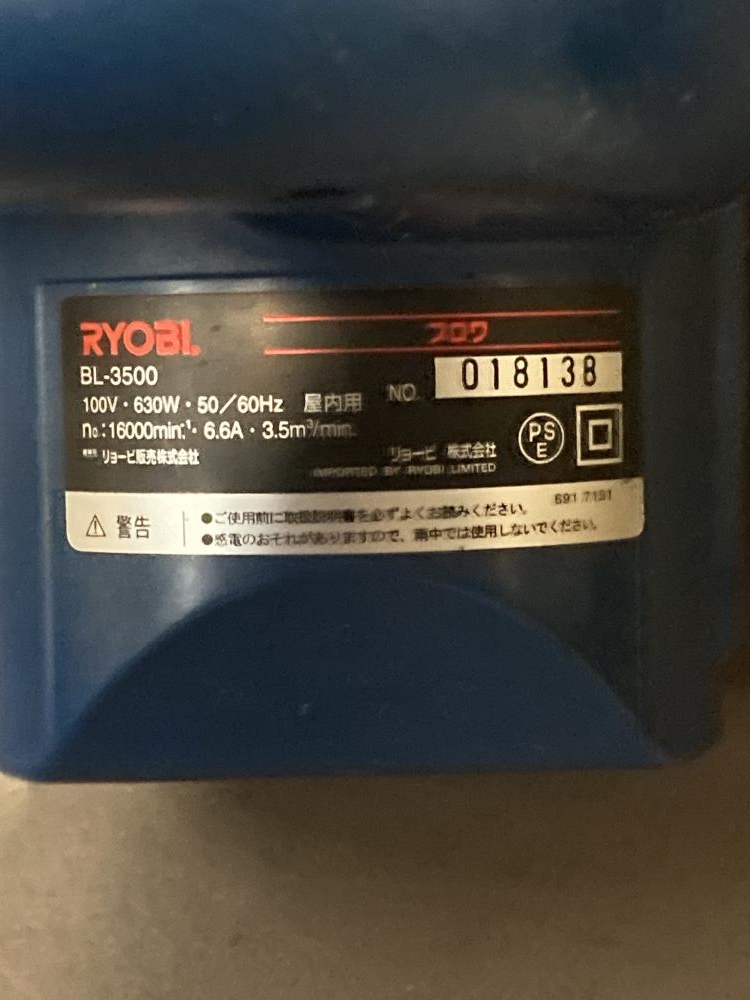 RYOBI.
ブロワ
BL-3500
NO. 018138
100V・630W・50／60Hz 屋内用
n₀:16000min⁻¹・6.6A・3.5m³/min.
PS
E
リョービ販売株式会社
リョービ 株式会社
IMPORTED BY RYOBI LIMITED
691 7191
⚠ 警告
●ご使用前に取扱説明書を必ずよくお読みください。
●感電のおそれがありますので、雨中では使用しないでください。